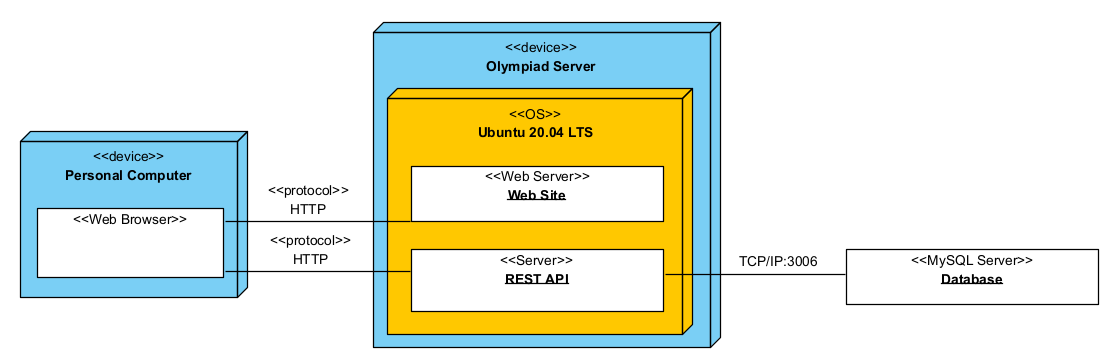 <<device>>
Olympiad Server
<<OS>>
Ubuntu 20.04 LTS
<<device>>
Personal Computer
<<Web Browser>>
<<protocol>>
HTTP
<<protocol>>
HTTP
<<Web Server>>
Web Site
<<Server>>
REST API
TCP/IP:3006
<<MySQL Server>>
Database